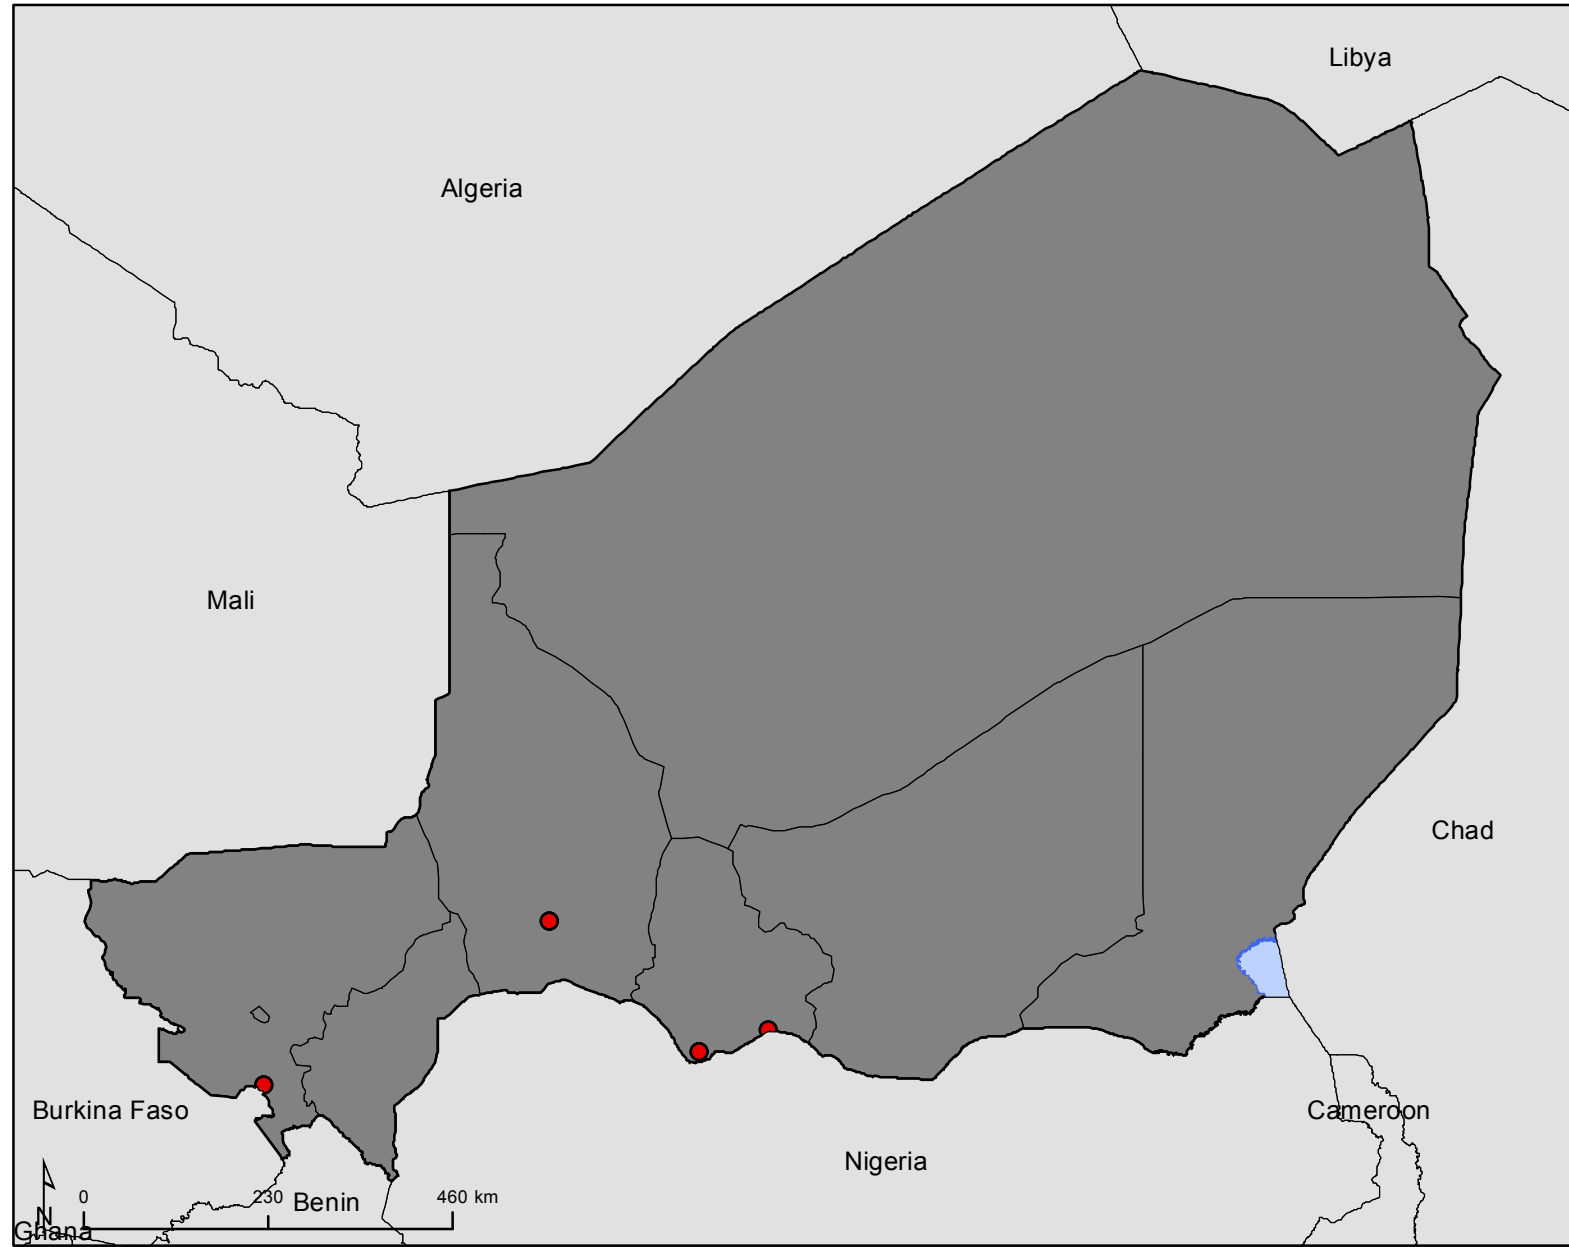 Libya
Algeria
Mali
Chad
Burkina Faso
Cameroon
Nigeria
0 230 460 km
Benin
N
Ghana